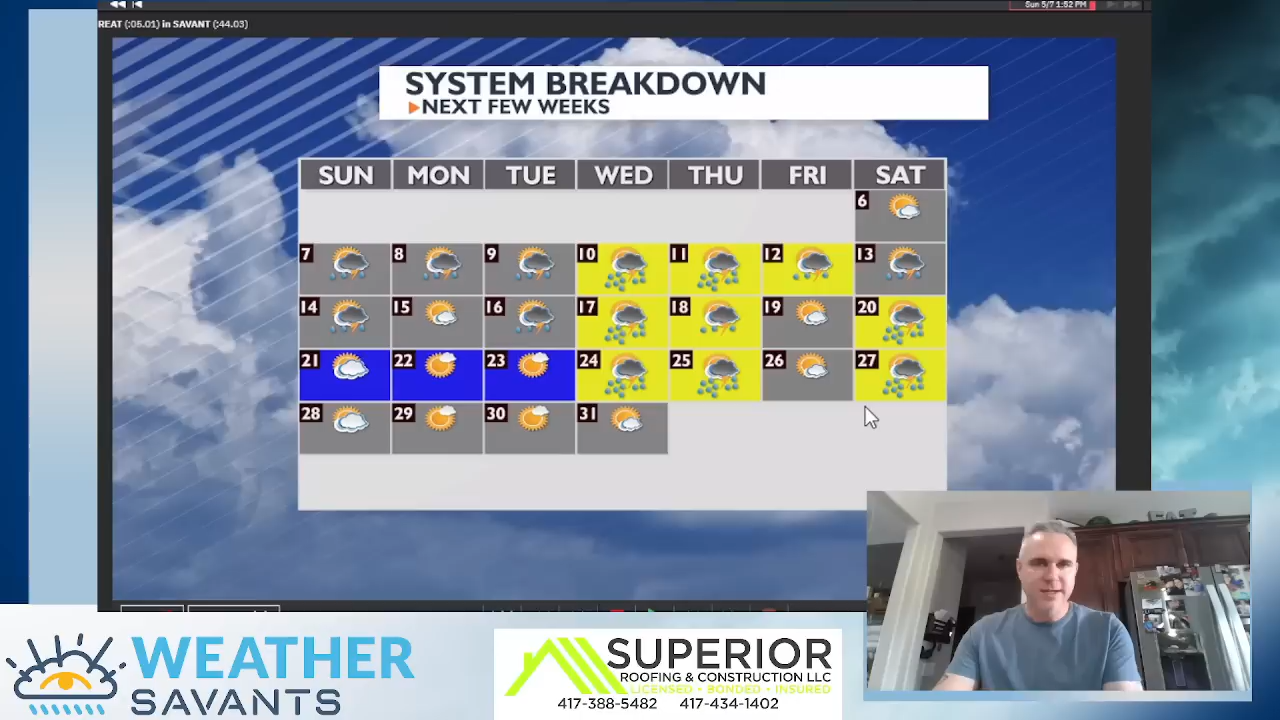 Sun 5/7 1:52 PM
REAT (:05.01) in SAVANT (:44.03)
SYSTEM BREAKDOWN
NEXT FEW WEEKS
SUN MON TUE WED THU FRI SAT
6
7 8 9 10 11 12 13
14 15 16 17 18 19 20
21 22 23 24 25 26 27
28 29 30 31
EAT
WEATHER
SAVANTS
SUPERIOR
ROOFING & CONSTRUCTION LLC
LICENSED • BONDED • INSURED
417-388-5482 417-434-1402